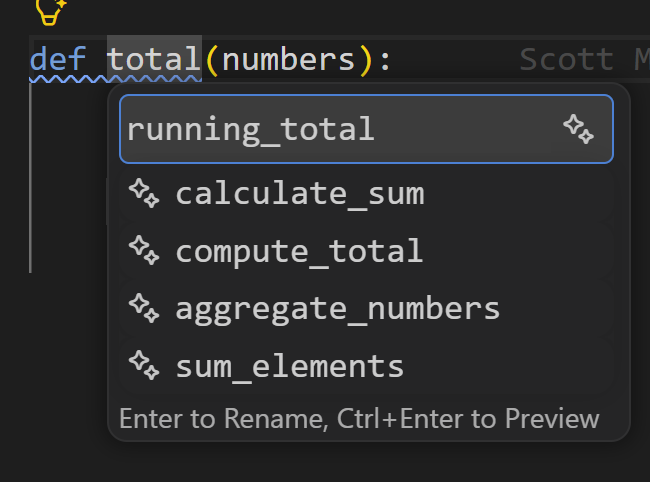 def total(numbers): Scott
running_total
calculate_sum
compute_total
aggregate_numbers
sum_elements
Enter to Rename, Ctrl+Enter to Preview